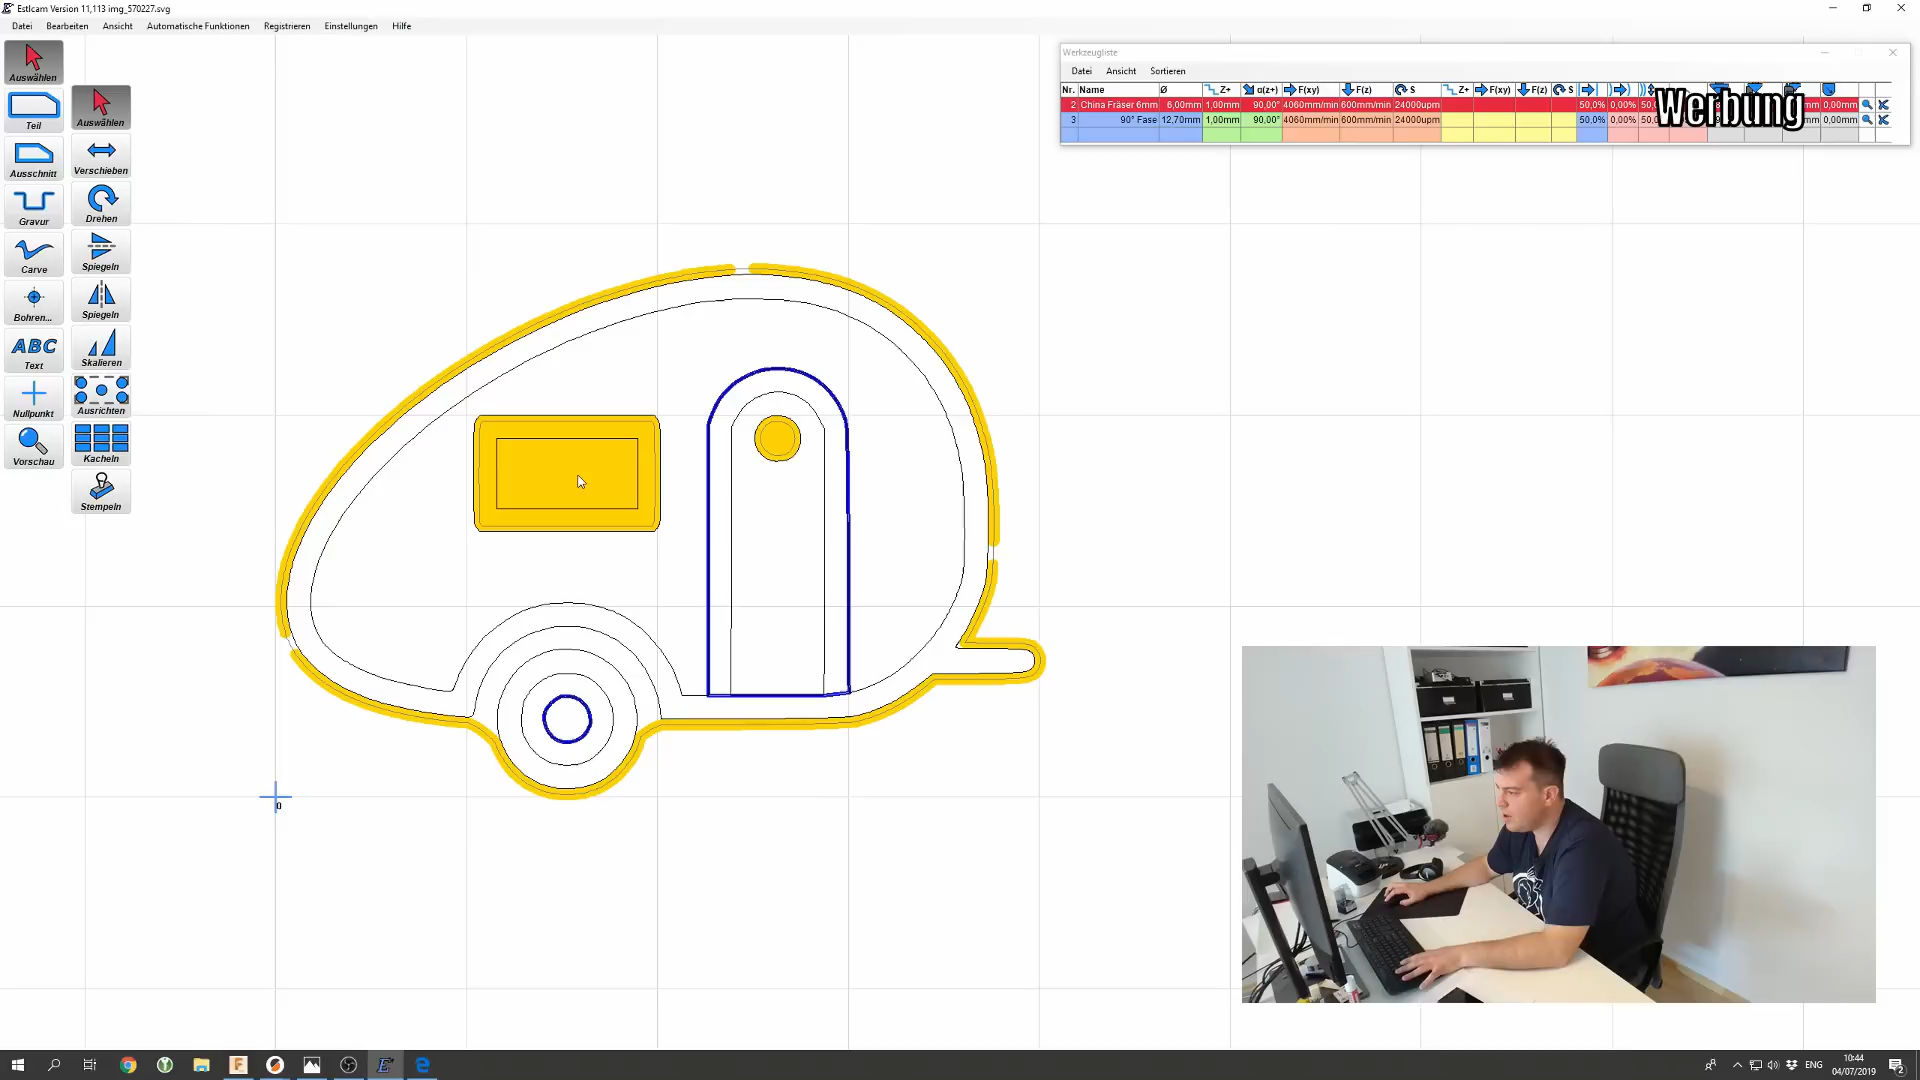 Estlcam Version 11,113 img_570227.svg
Datei Bearbeiten Ansicht Automatische Funktionen Registrieren Einstellungen Hilfe
Auswählen
Teil
Ausschnitt
Gravur
Carve
Bohren...
ABC
Text
Nullpunkt
Vorschau
Auswählen
Verschieben
Drehen
Spiegeln
Spiegeln
Skalieren
Ausrichten
Kacheln
Stempeln
Werkzeugliste
Datei Ansicht Sortieren
Nr. Name Ø Z+ α(z+) F(xy) F(z) S Z+ F(xy) F(z) S
2 China Fräser 6mm 6,00mm 1,00mm 90,00° 4060mm/min 600mm/min 24000upm 50,0% 0,00% 0,00mm
3 90° Fase 12,70mm 1,00mm 90,00° 4060mm/min 600mm/min 24000upm 50,0% 0,00% 0,00mm
Werbung
0
ENG
10:44
04/07/2019
2